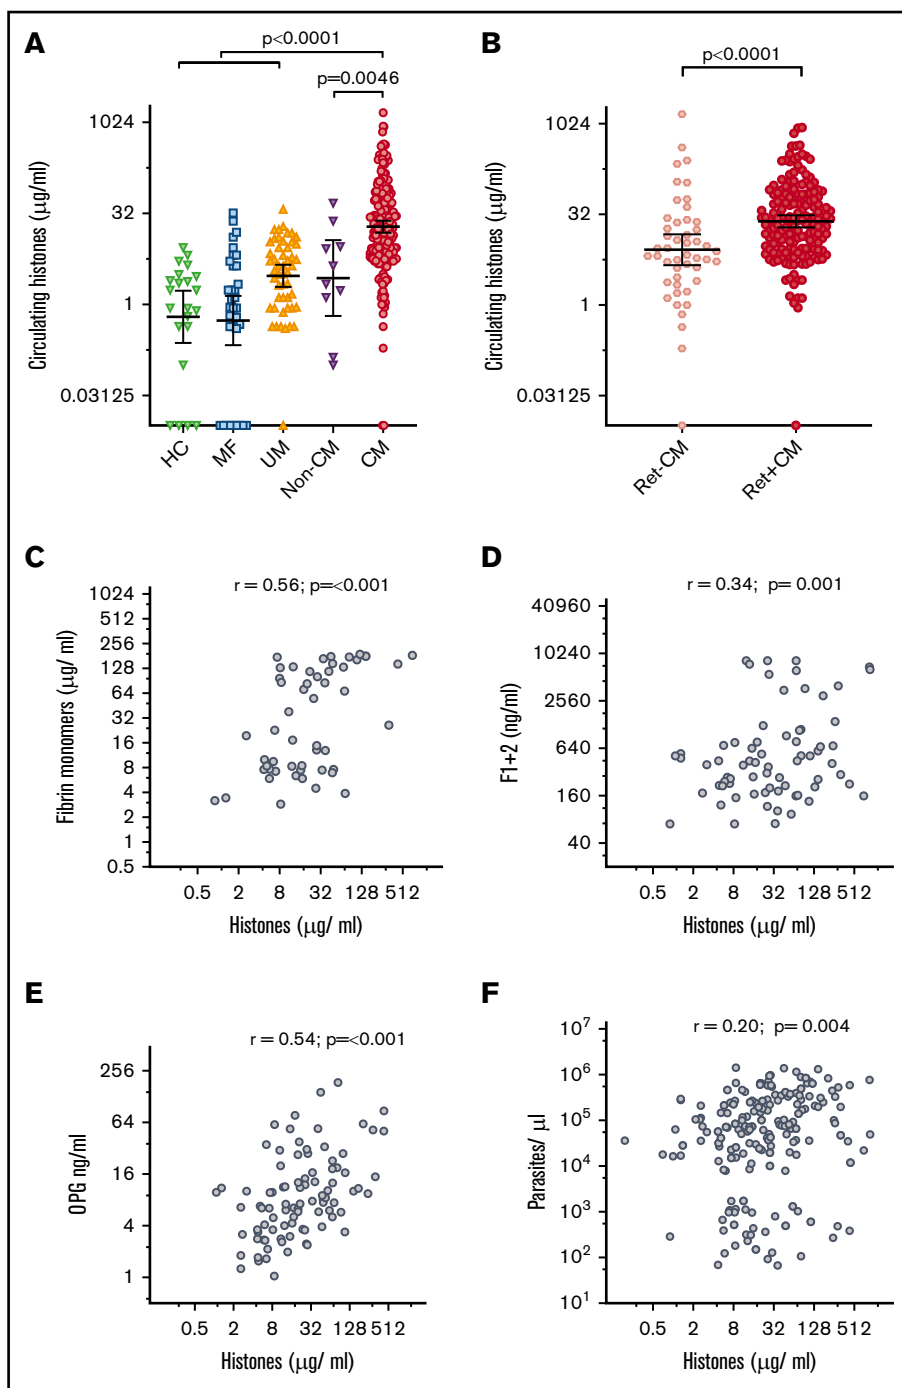 A
p<0.0001
p=0.0046
Circulating histones (μg/ml)
1024
32
1
0.03125
HC
MF
UM
Non-CM
CM
B
p<0.0001
Circulating histones (μg/ml)
1024
32
1
0.03125
Ret-CM
Ret+CM
C
r = 0.56; p=<0.001
Fibrin monomers (μg/ ml)
1024
512
256
128
64
32
16
8
4
2
1
0.5
0.5 2 8 32 128 512
Histones (μg/ ml)
D
r = 0.34; p= 0.001
F1+2 (ng/ml)
40960
10240
2560
640
160
40
0.5 2 8 32 128 512
Histones (μg/ ml)
E
r = 0.54; p=<0.001
OPG ng/ml
256
64
16
4
1
0.5 2 8 32 128 512
Histones (μg/ ml)
F
r = 0.20; p= 0.004
Parasites/ μl
10⁷
10⁶
10⁵
10⁴
10³
10²
10¹
0.5 2 8 32 128 512
Histones (μg/ ml)